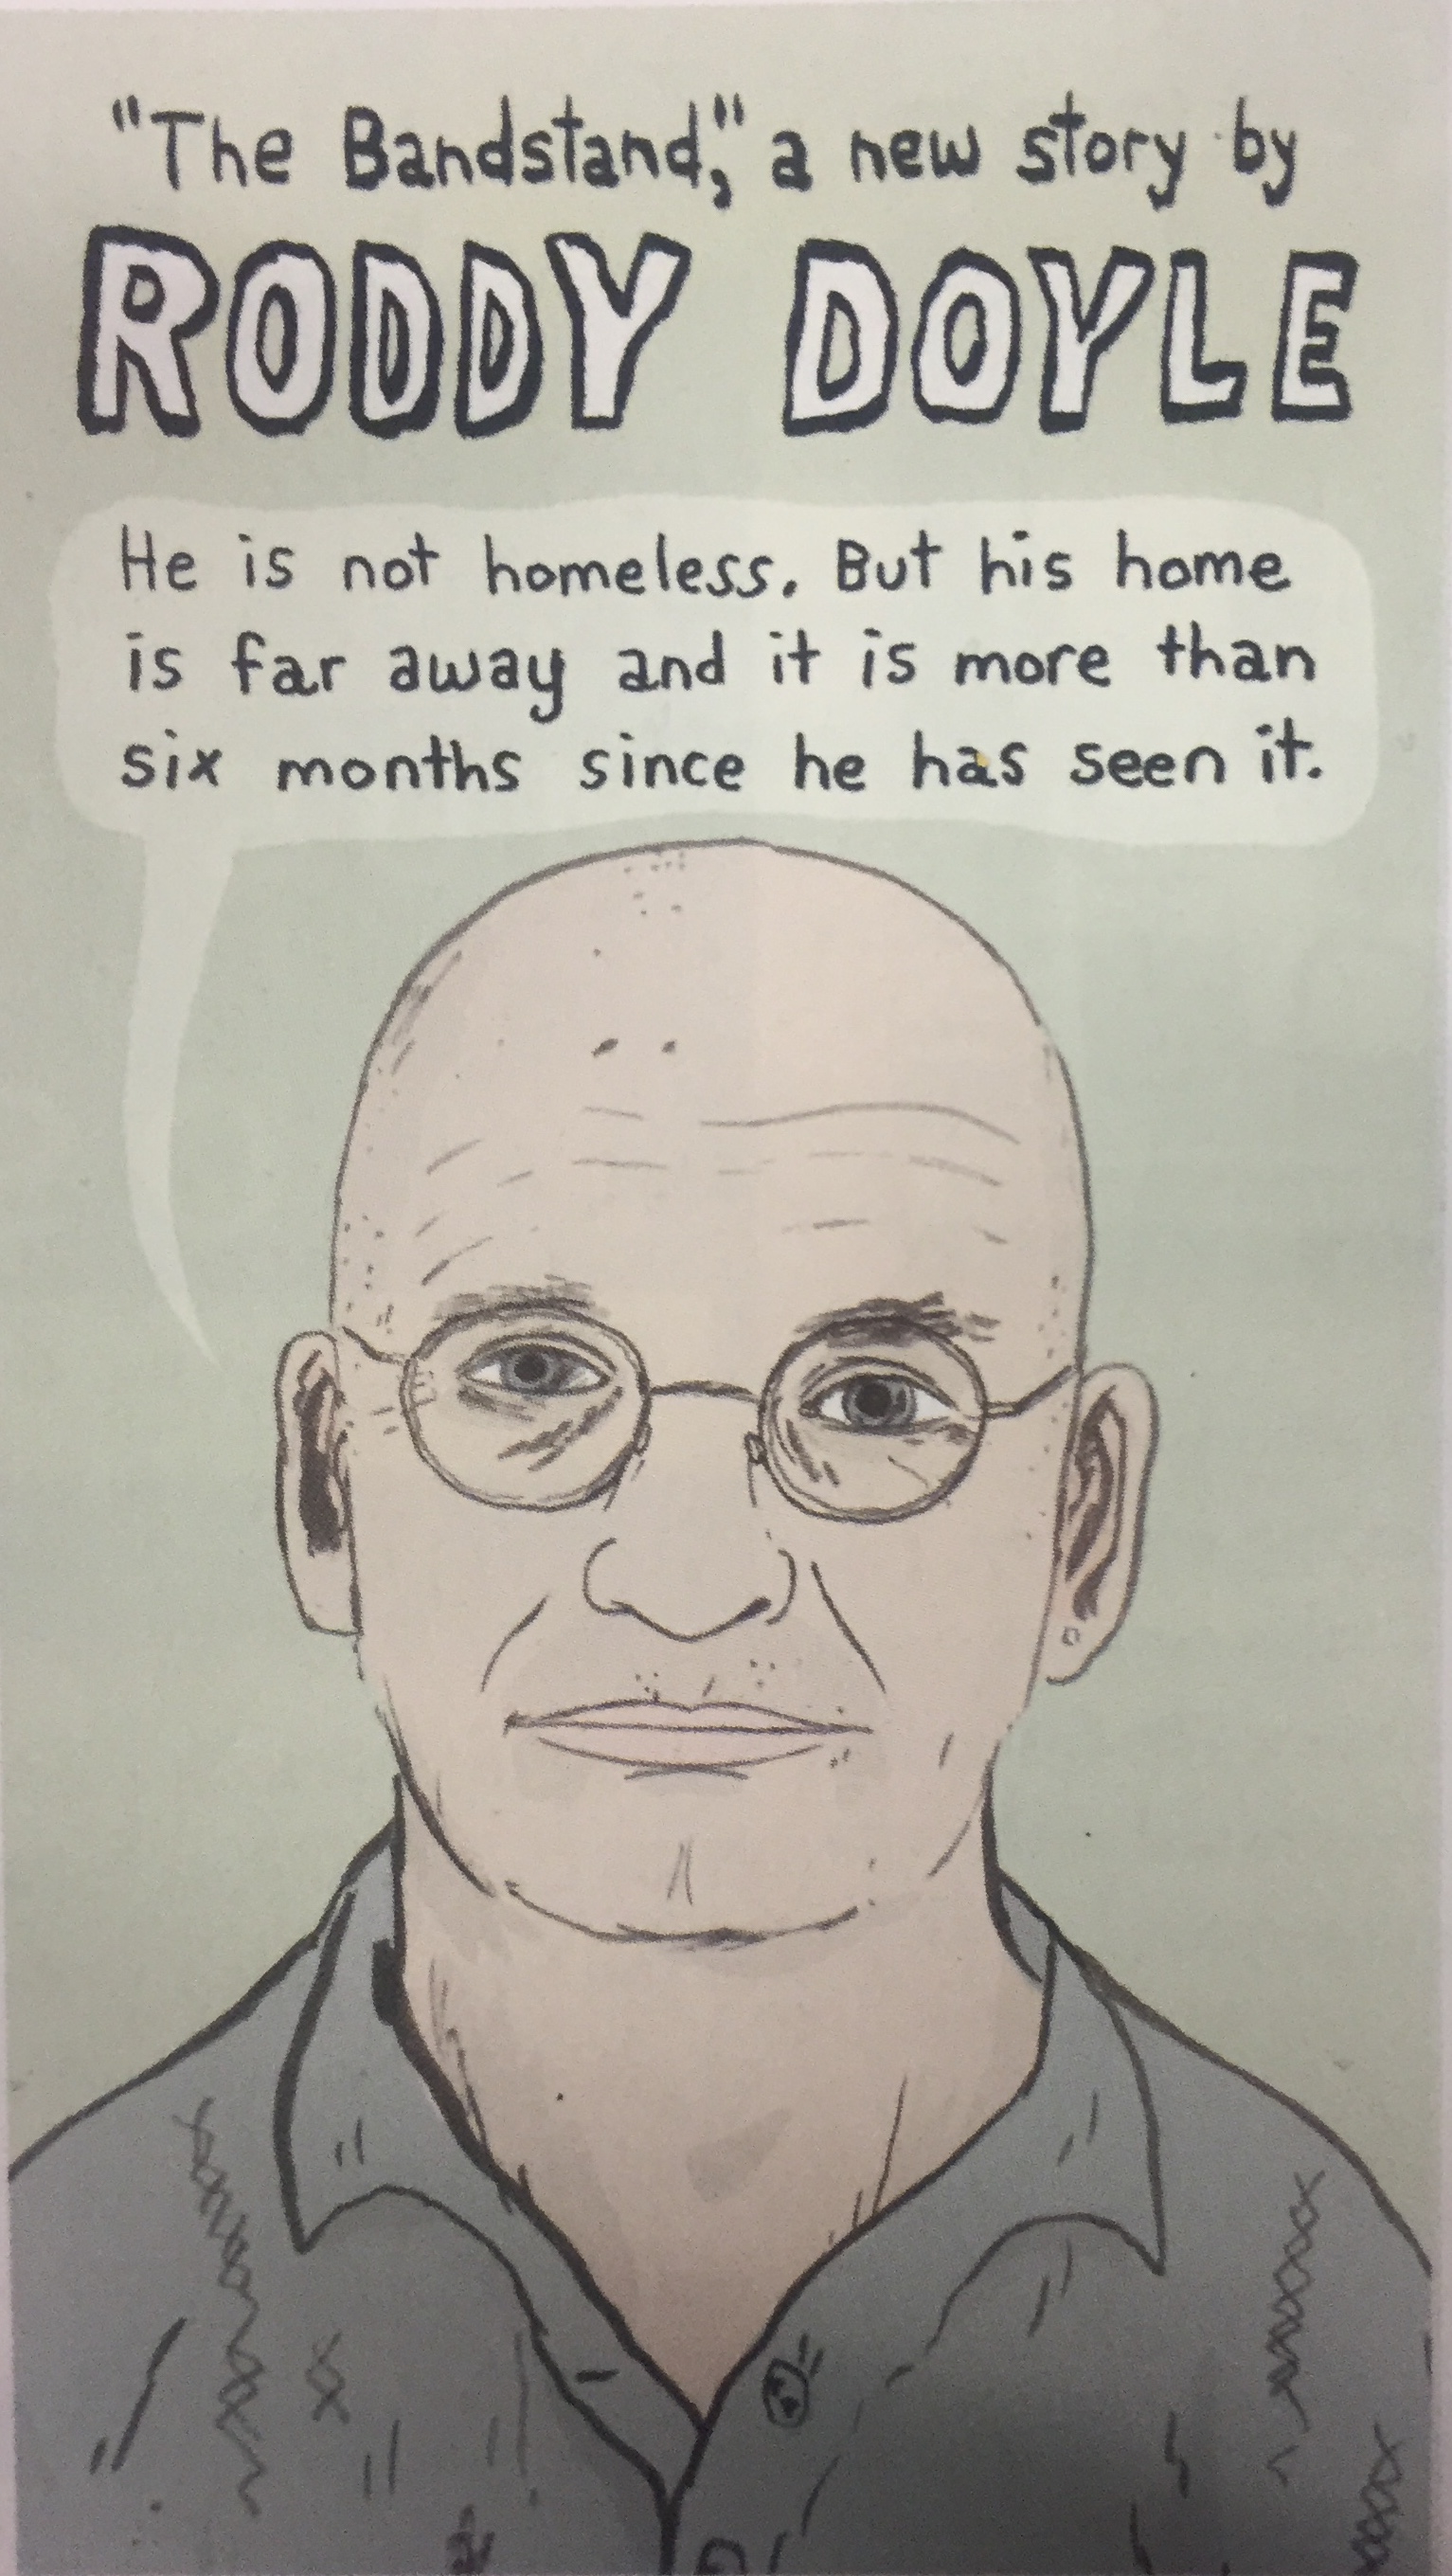 "The Bandstand," a new story by
RODDY DOYLE
He is not homeless. But his home
is far away and it is more than
six months since he has seen it.